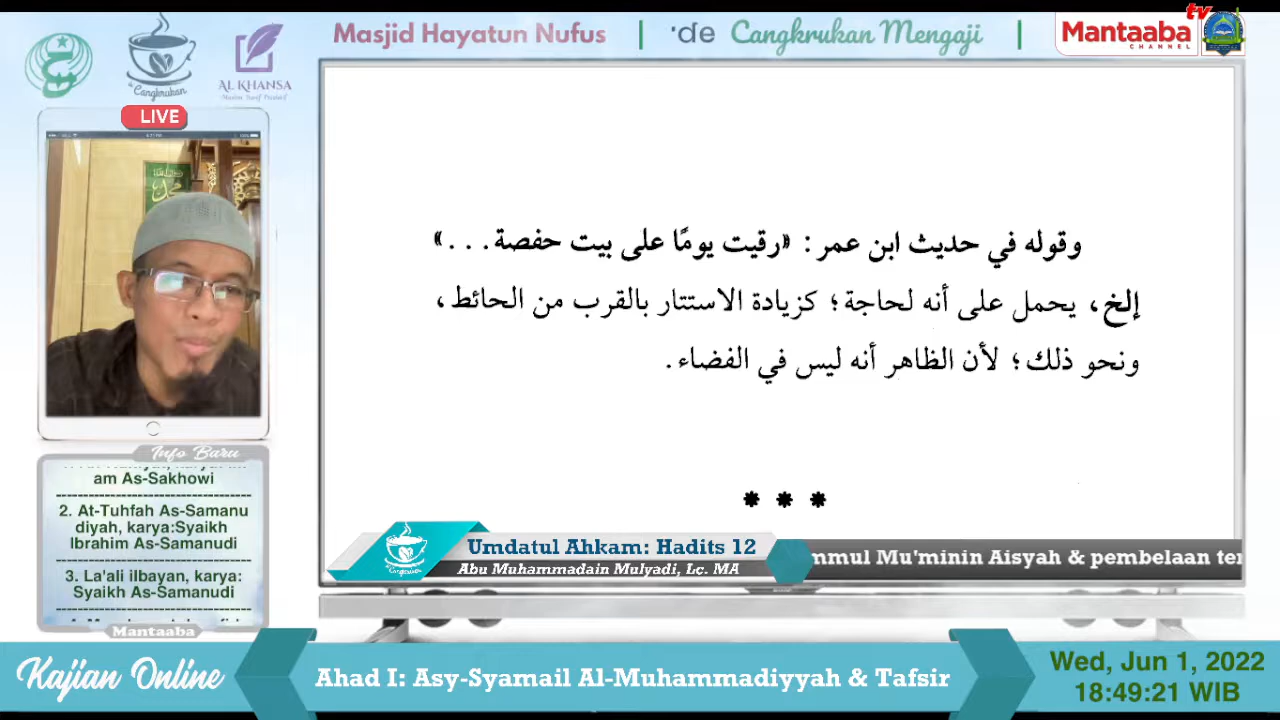 Masjid Hayatun Nufus | 'de Cangkrukan Mengaji |
Mantaaba tv
CHANNEL
de Cangkrukan
AL KHANSA
LIVE
وقوله في حديث ابن عمر: «رقيت يومًا على بيت حفصة...»
إلخ، يحمل على أنه لحاجة؛ كزيادة الاستتار بالقرب من الحائط،
ونحو ذلك؛ لأن الظاهر أنه ليس في الفضاء.
* * *
Info Baru
am As-Sakhowi
2. At-Tuhfah As-Samanu
diyah, karya:Syaikh
Ibrahim As-Samanudi
3. La'ali ilbayan, karya:
Syaikh As-Samanudi
Mantaaba
Umdatul Ahkam: Hadits 12
Abu Muhammadain Mulyadi, Lc. MA
mmul Mu'minin Aisyah & pembelaan ter
Kajian Online
Ahad I: Asy-Syamail Al-Muhammadiyyah & Tafsir
Wed, Jun 1, 2022
18:49:21 WIB